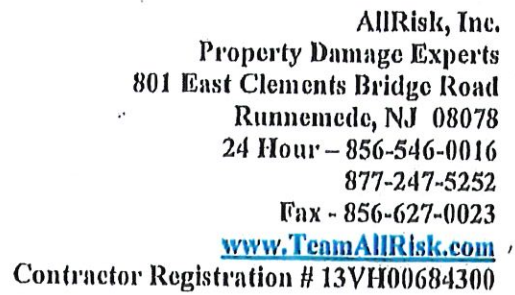 AllRisk, Inc.
Property Damage Experts
801 East Clements Bridge Road
Runnemede, NJ 08078
24 Hour – 856-546-0016
877-247-5252
Fax - 856-627-0023
www.TeamAllRisk.com
Contractor Registration # 13VH00684300